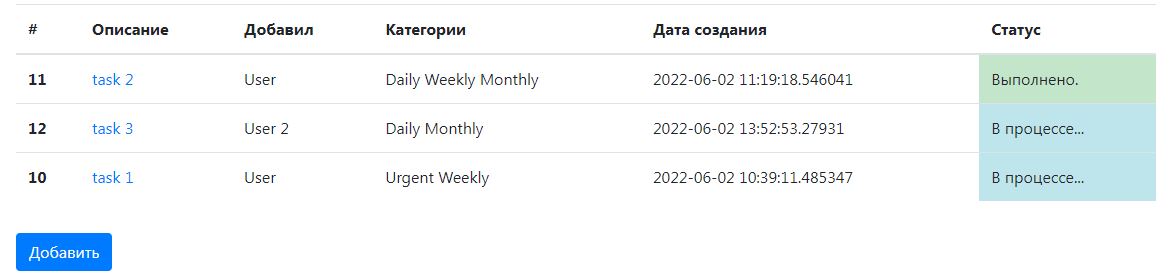 # Описание Добавил Категории Дата создания Статус
11 task 2 User Daily Weekly Monthly 2022-06-02 11:19:18.546041 Выполнено.
12 task 3 User 2 Daily Monthly 2022-06-02 13:52:53.27931 В процессе...
10 task 1 User Urgent Weekly 2022-06-02 10:39:11.485347 В процессе...
Добавить